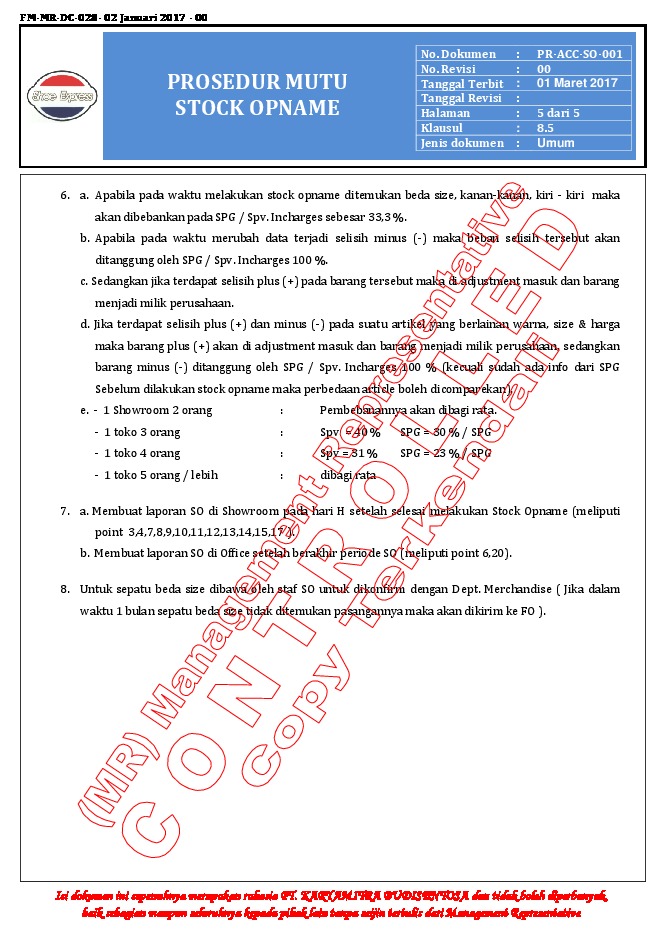 FM-MR-DC-028- 02 Januari 2017 - 00
Shoe Express
PROSEDUR MUTU
STOCK OPNAME
No. Dokumen : PR-ACC-SO-001
No. Revisi : 00
Tanggal Terbit : 01 Maret 2017
Tanggal Revisi :
Halaman : 5 dari 5
Klausul : 8.5
Jenis dokumen : Umum
6. a. Apabila pada waktu melakukan stock opname ditemukan beda size, kanan-kanan, kiri - kiri maka
akan dibebankan pada SPG / Spv. Incharges sebesar 33,3%.
b. Apabila pada waktu merubah data terjadi selisih minus (-) maka beban selisih tersebut akan
ditanggung oleh SPG / Spv. Incharges 100 %.
c. Sedangkan jika terdapat selisih plus (+) pada barang tersebut maka di adjustment masuk dan barang
menjadi milik perusahaan.
d. Jika terdapat selisih plus (+) dan minus (-) pada suatu artikel yang berlainan warna, size & harga
maka barang plus (+) akan di adjustment masuk dan barang menjadi milik perusahaan, sedangkan
barang minus (-) ditanggung oleh SPG / Spv. Incharges 100 % (kecuali sudah ada info dari SPG
Sebelum dilakukan stock opname maka perbedaan article boleh dicomparekan).
e. - 1 Showroom 2 orang : Pembebanannya akan dibagi rata.
- 1 toko 3 orang : Spv = 40 % SPG = 30 % / SPG
- 1 toko 4 orang : Spv = 31 % SPG = 23 % / SPG
- 1 toko 5 orang / lebih : dibagi rata
7. a. Membuat laporan SO di Showroom pada hari H setelah selesai melakukan Stock Opname (meliputi
point 3,4,7,8,9,10,11,12,13,14,15,17 ).
b. Membuat laporan SO di Office setelah berakhir periode SO (meliputi point 6,20).
8. Untuk sepatu beda size dibawa oleh staf SO untuk dikonfirm dengan Dept. Merchandise ( Jika dalam
waktu 1 bulan sepatu beda size tidak ditemukan pasangannya maka akan dikirim ke FO ).
(MR) Management Representative
CONTROLLED
Copy Terkendali
Isi dokumen ini sepenuhnya merupakan rahasia PT. KARYAMITRA BUDISENTOSA dan tidak boleh diperbanyak,
baik sebagian maupun seluruhnya kepada pihak lain tanpa seijin tertulis dari Management Representative